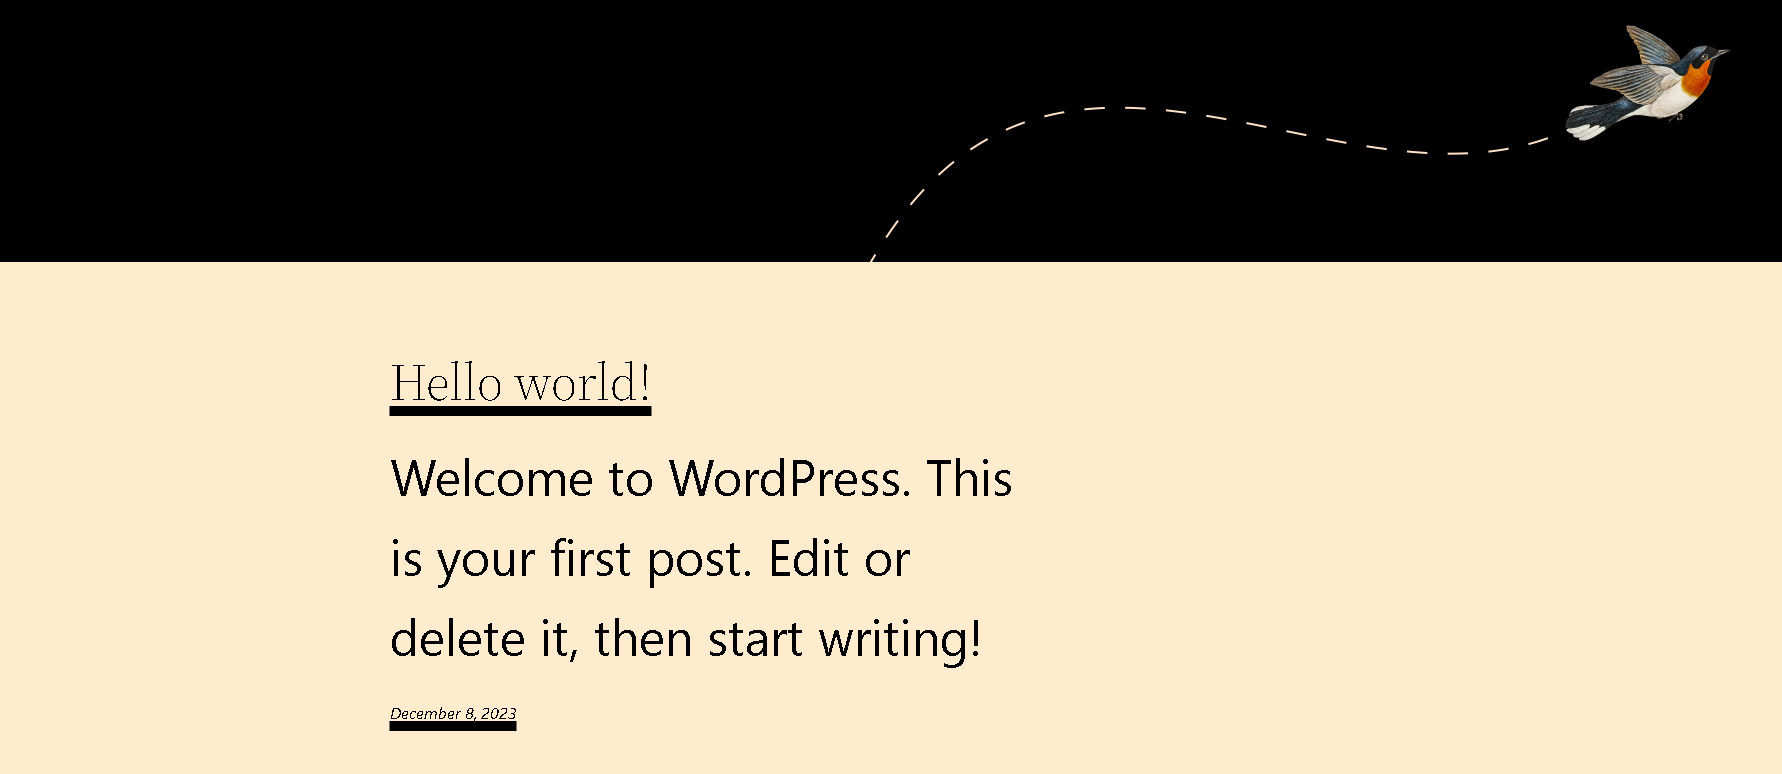 Hello world!
Welcome to WordPress. This
is your first post. Edit or
delete it, then start writing!
December 8, 2023